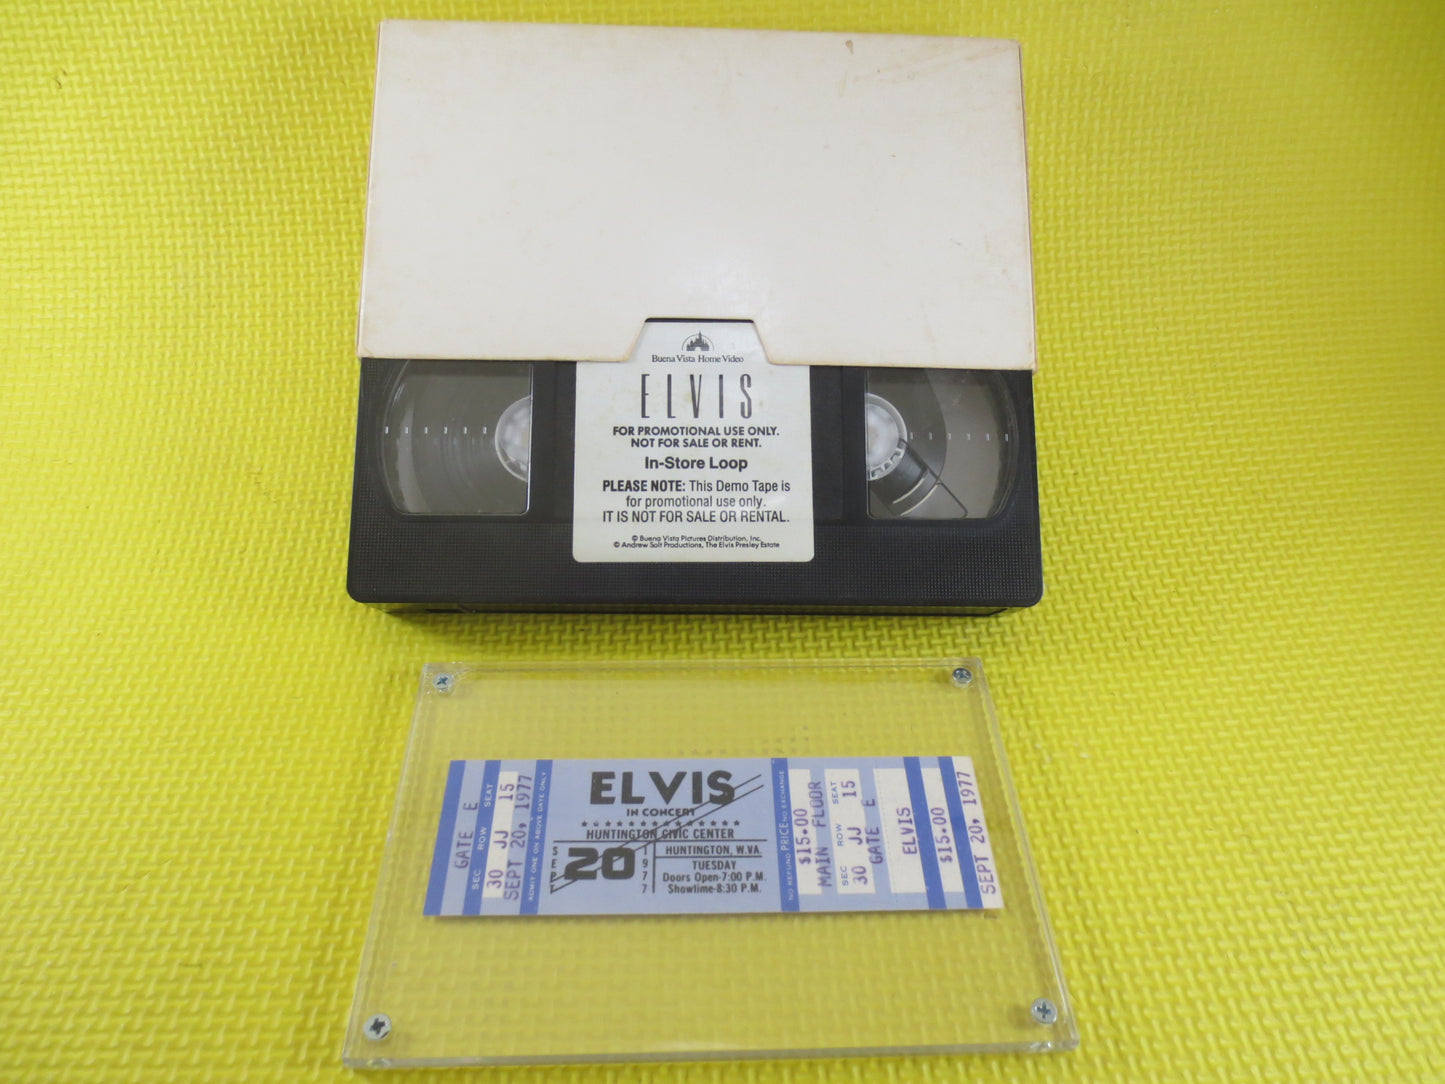 Buena Vista Home Video
ELVIS
FOR PROMOTIONAL USE ONLY.
NOT FOR SALE OR RENT.
In-Store Loop
PLEASE NOTE: This Demo Tape is
for promotional use only.
IT IS NOT FOR SALE OR RENTAL.
© Buena Vista Pictures Distribution, Inc.
© Andrew Solt Productions, The Elvis Presley Estate
GATE E
SEC ROW SEAT
30 JJ 15
SEPT 20, 1977
ADMIT ONE ON ABOVE DATE ONLY
ELVIS
IN CONCERT
HUNTINGTON CIVIC CENTER
SEPT
20
1977
HUNTINGTON, W.VA.
TUESDAY
Doors Open-7:00 P.M.
Showtime-8:30 P.M.
NO REFUND PRICE NO EXCHANGE
$15.00
MAIN FLOOR
SEC ROW SEAT
30 JJ 15
GATE E
ELVIS
$15.00
SEPT 20, 1977